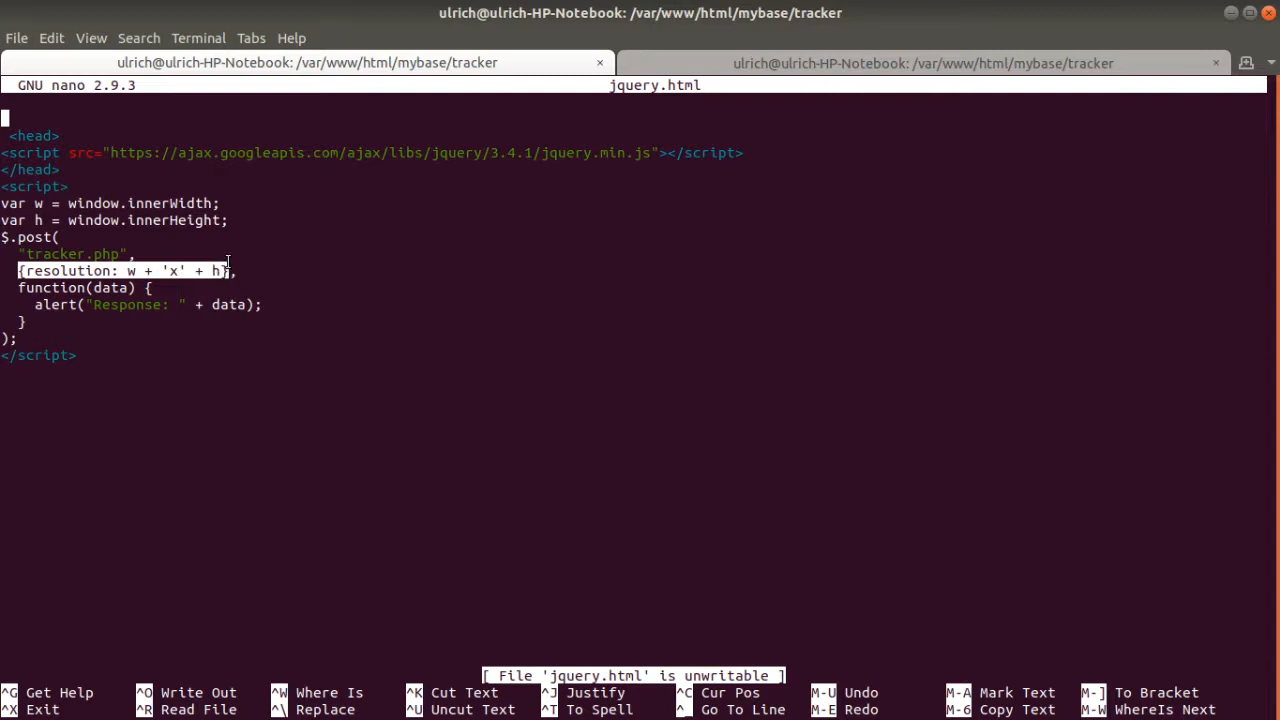 ulrich@ulrich-HP-Notebook: /var/www/html/mybase/tracker
File Edit View Search Terminal Tabs Help
ulrich@ulrich-HP-Notebook: /var/www/html/mybase/tracker × ulrich@ulrich-HP-Notebook: /var/www/html/mybase/tracker ×
GNU nano 2.9.3 jquery.html
<head>
<script src="https://ajax.googleapis.com/ajax/libs/jquery/3.4.1/jquery.min.js"></script>
</head>
<script>
var w = window.innerWidth;
var h = window.innerHeight;
$.post(
"tracker.php",
{resolution: w + 'x' + h},
function(data) {
alert("Response: " + data);
}
);
</script>
[ File 'jquery.html' is unwritable ]
^G Get Help ^O Write Out ^W Where Is ^K Cut Text ^J Justify ^C Cur Pos M-U Undo M-A Mark Text M-] To Bracket
^X Exit ^R Read File ^\ Replace ^U Uncut Text ^T To Spell ^_ Go To Line M-E Redo M-6 Copy Text M-W WhereIs Next